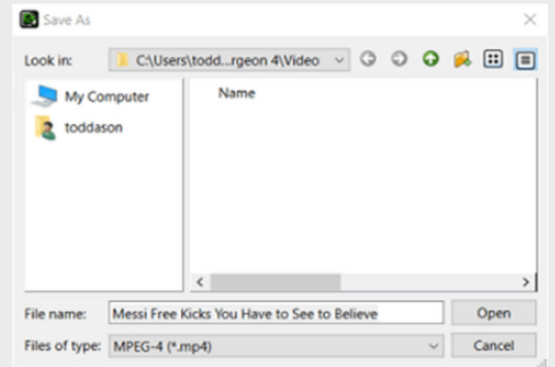 Save As
Look in: C:\Users\todd...rgeon 4\Video
My Computer
toddason
Name
File name: Messi Free Kicks You Have to See to Believe Open
Files of type: MPEG-4 (*.mp4) Cancel